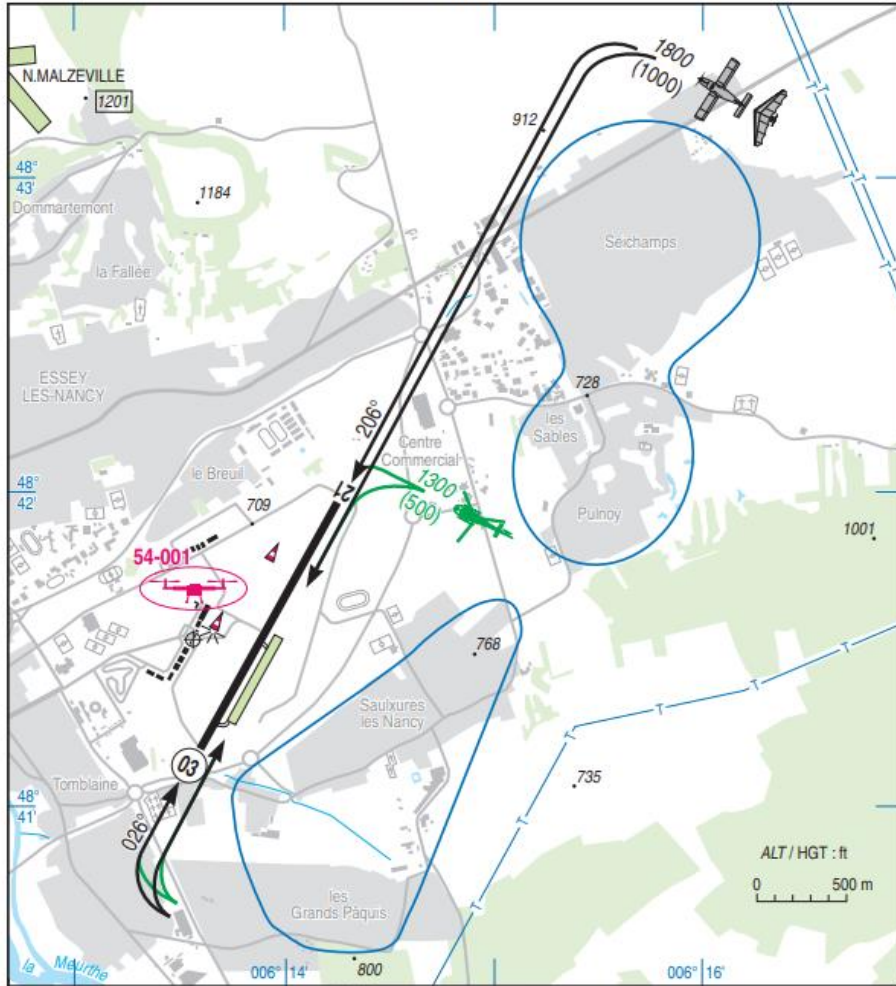 1800
(1000)
N.MALZEVILLE
1201
912
48°
43'
1184
Dommartemont
Seichamps
la Fallée
ESSEY
LES-NANCY
728
206°
Centre
Commercial
les
Sables
le Breuil
1300
(500)
48°
42'
21
709
Pulnoy
1001
54-001
768
Saulxures
les Nancy
03
Tomblaine
735
48°
41'
026°
ALT / HGT : ft
0 500 m
les
Grands Pâquis
la Meurthe
006° 14'
800
006° 16'
T
T
T
T
T
T
T
T
T
T
T